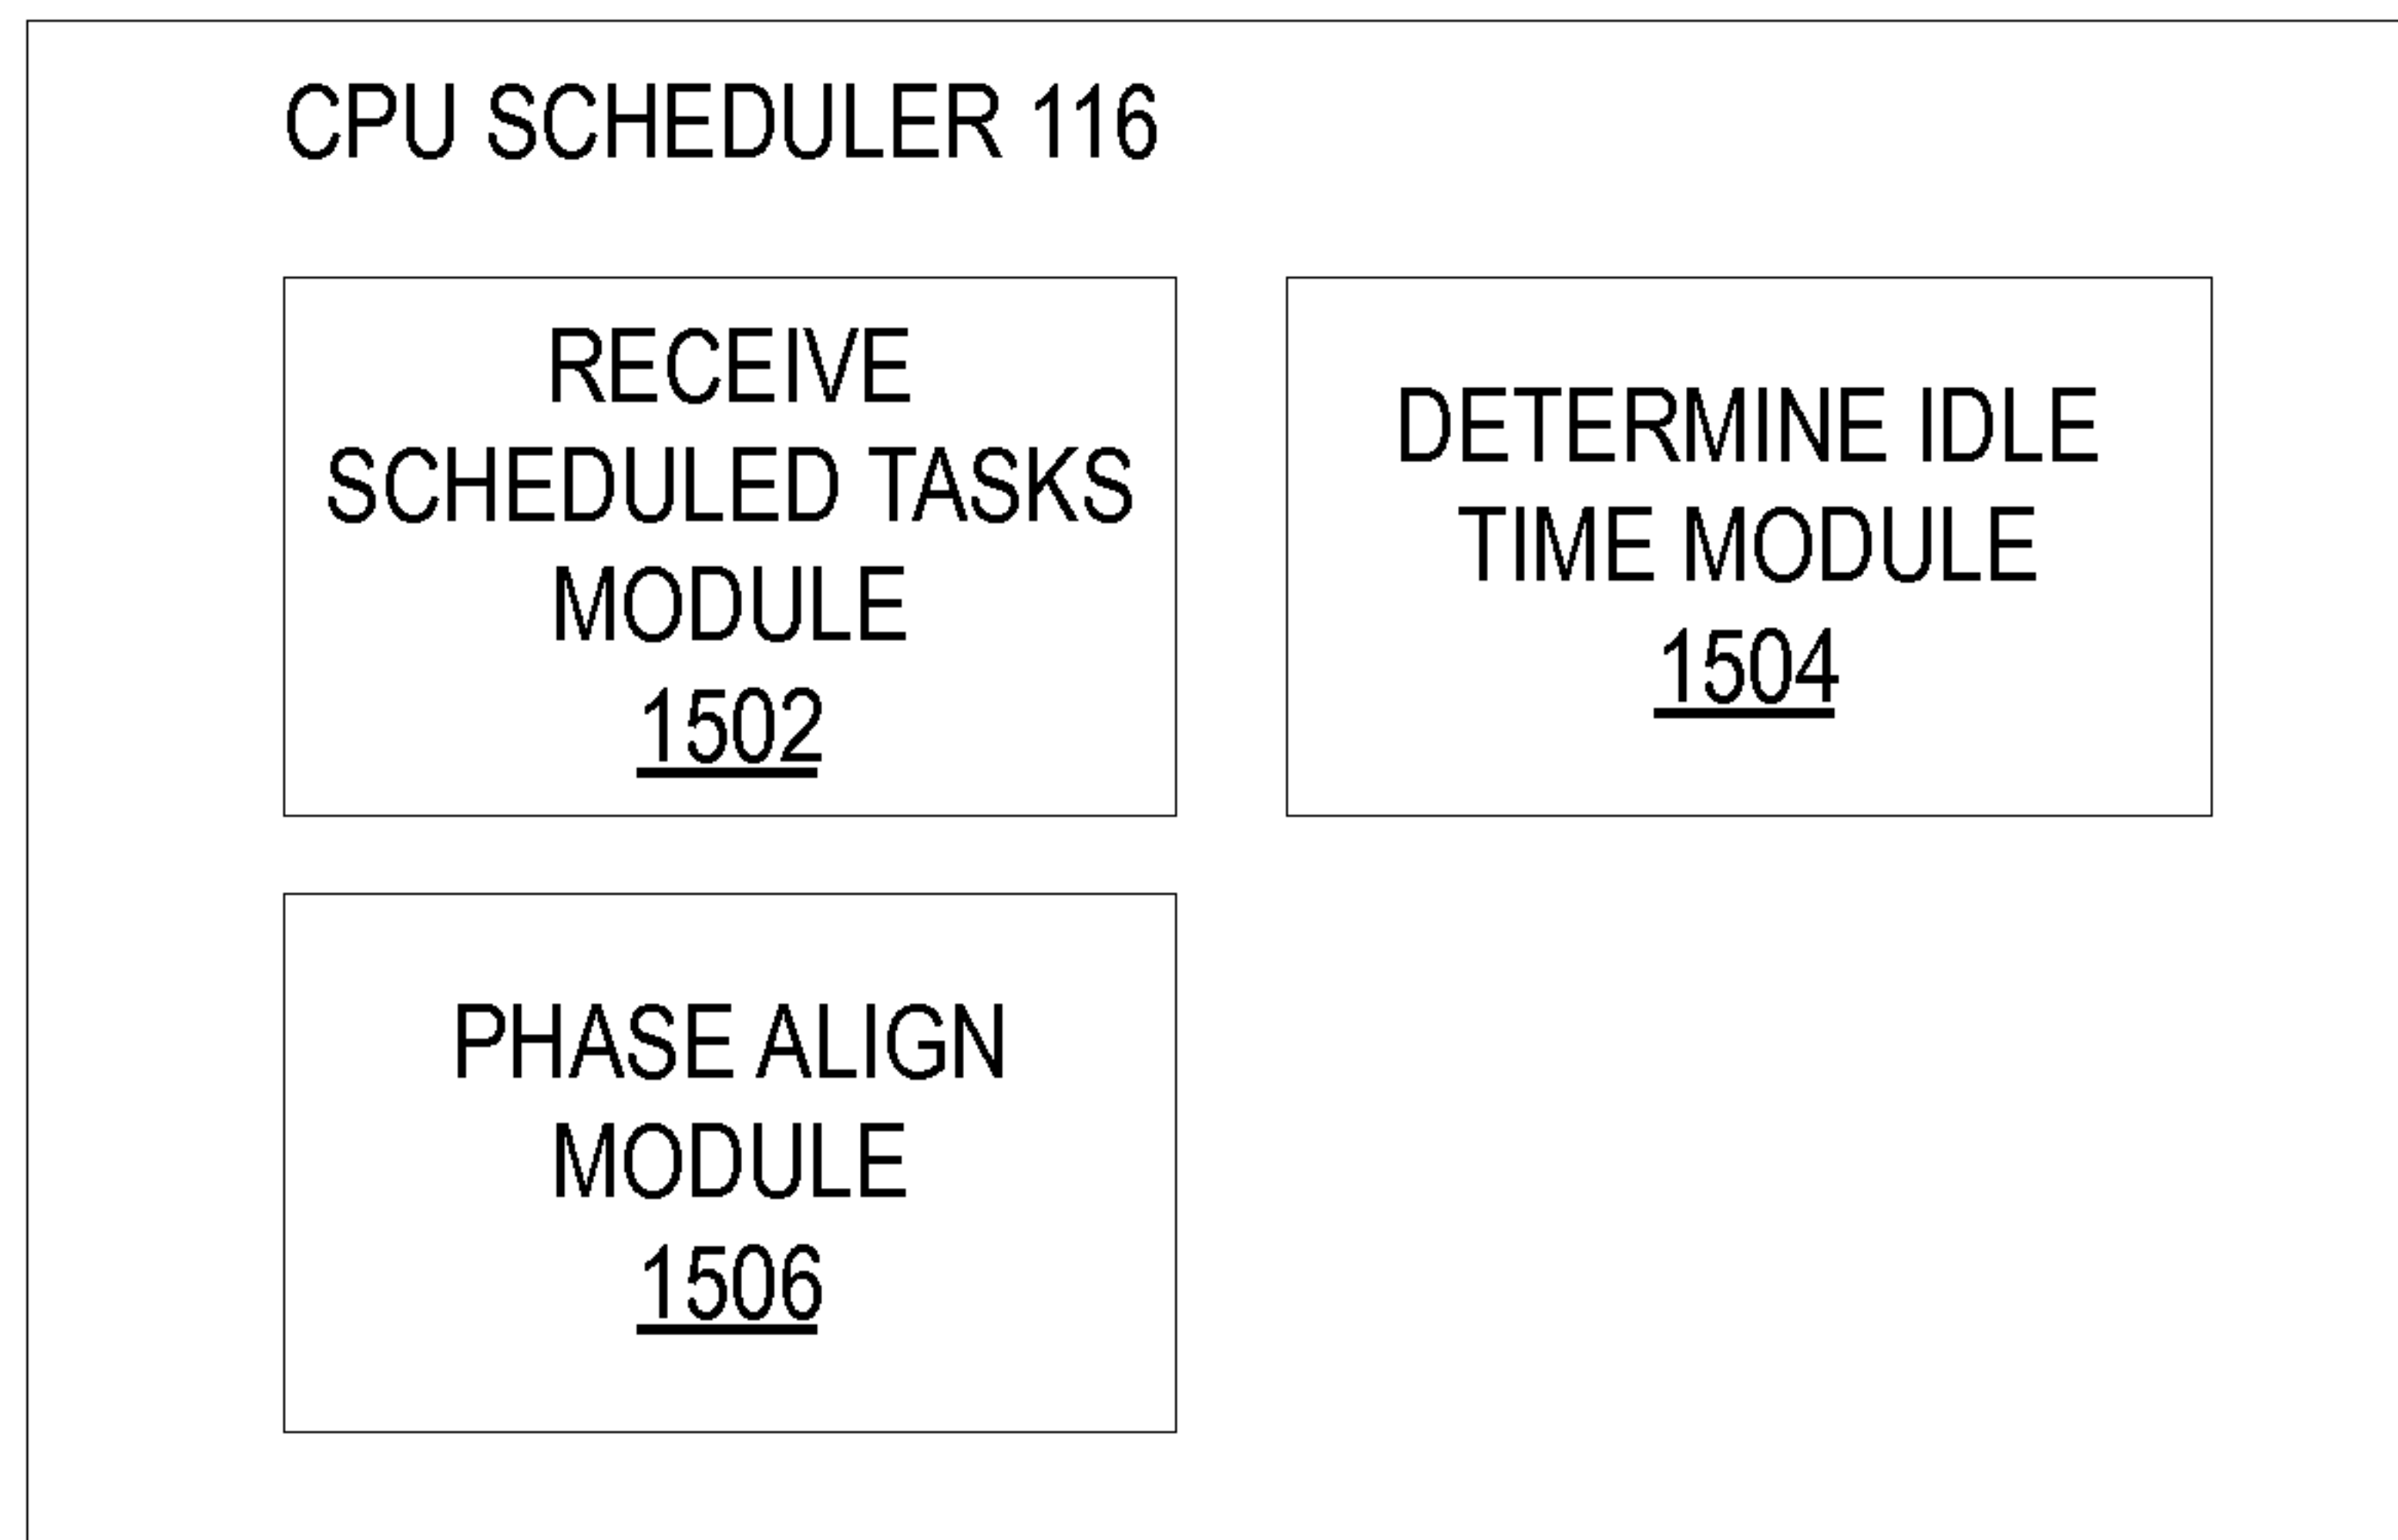 CPU SCHEDULER 116
RECEIVE
SCHEDULED TASKS
MODULE
1502
DETERMINE IDLE
TIME MODULE
1504
PHASE ALIGN
MODULE
1506